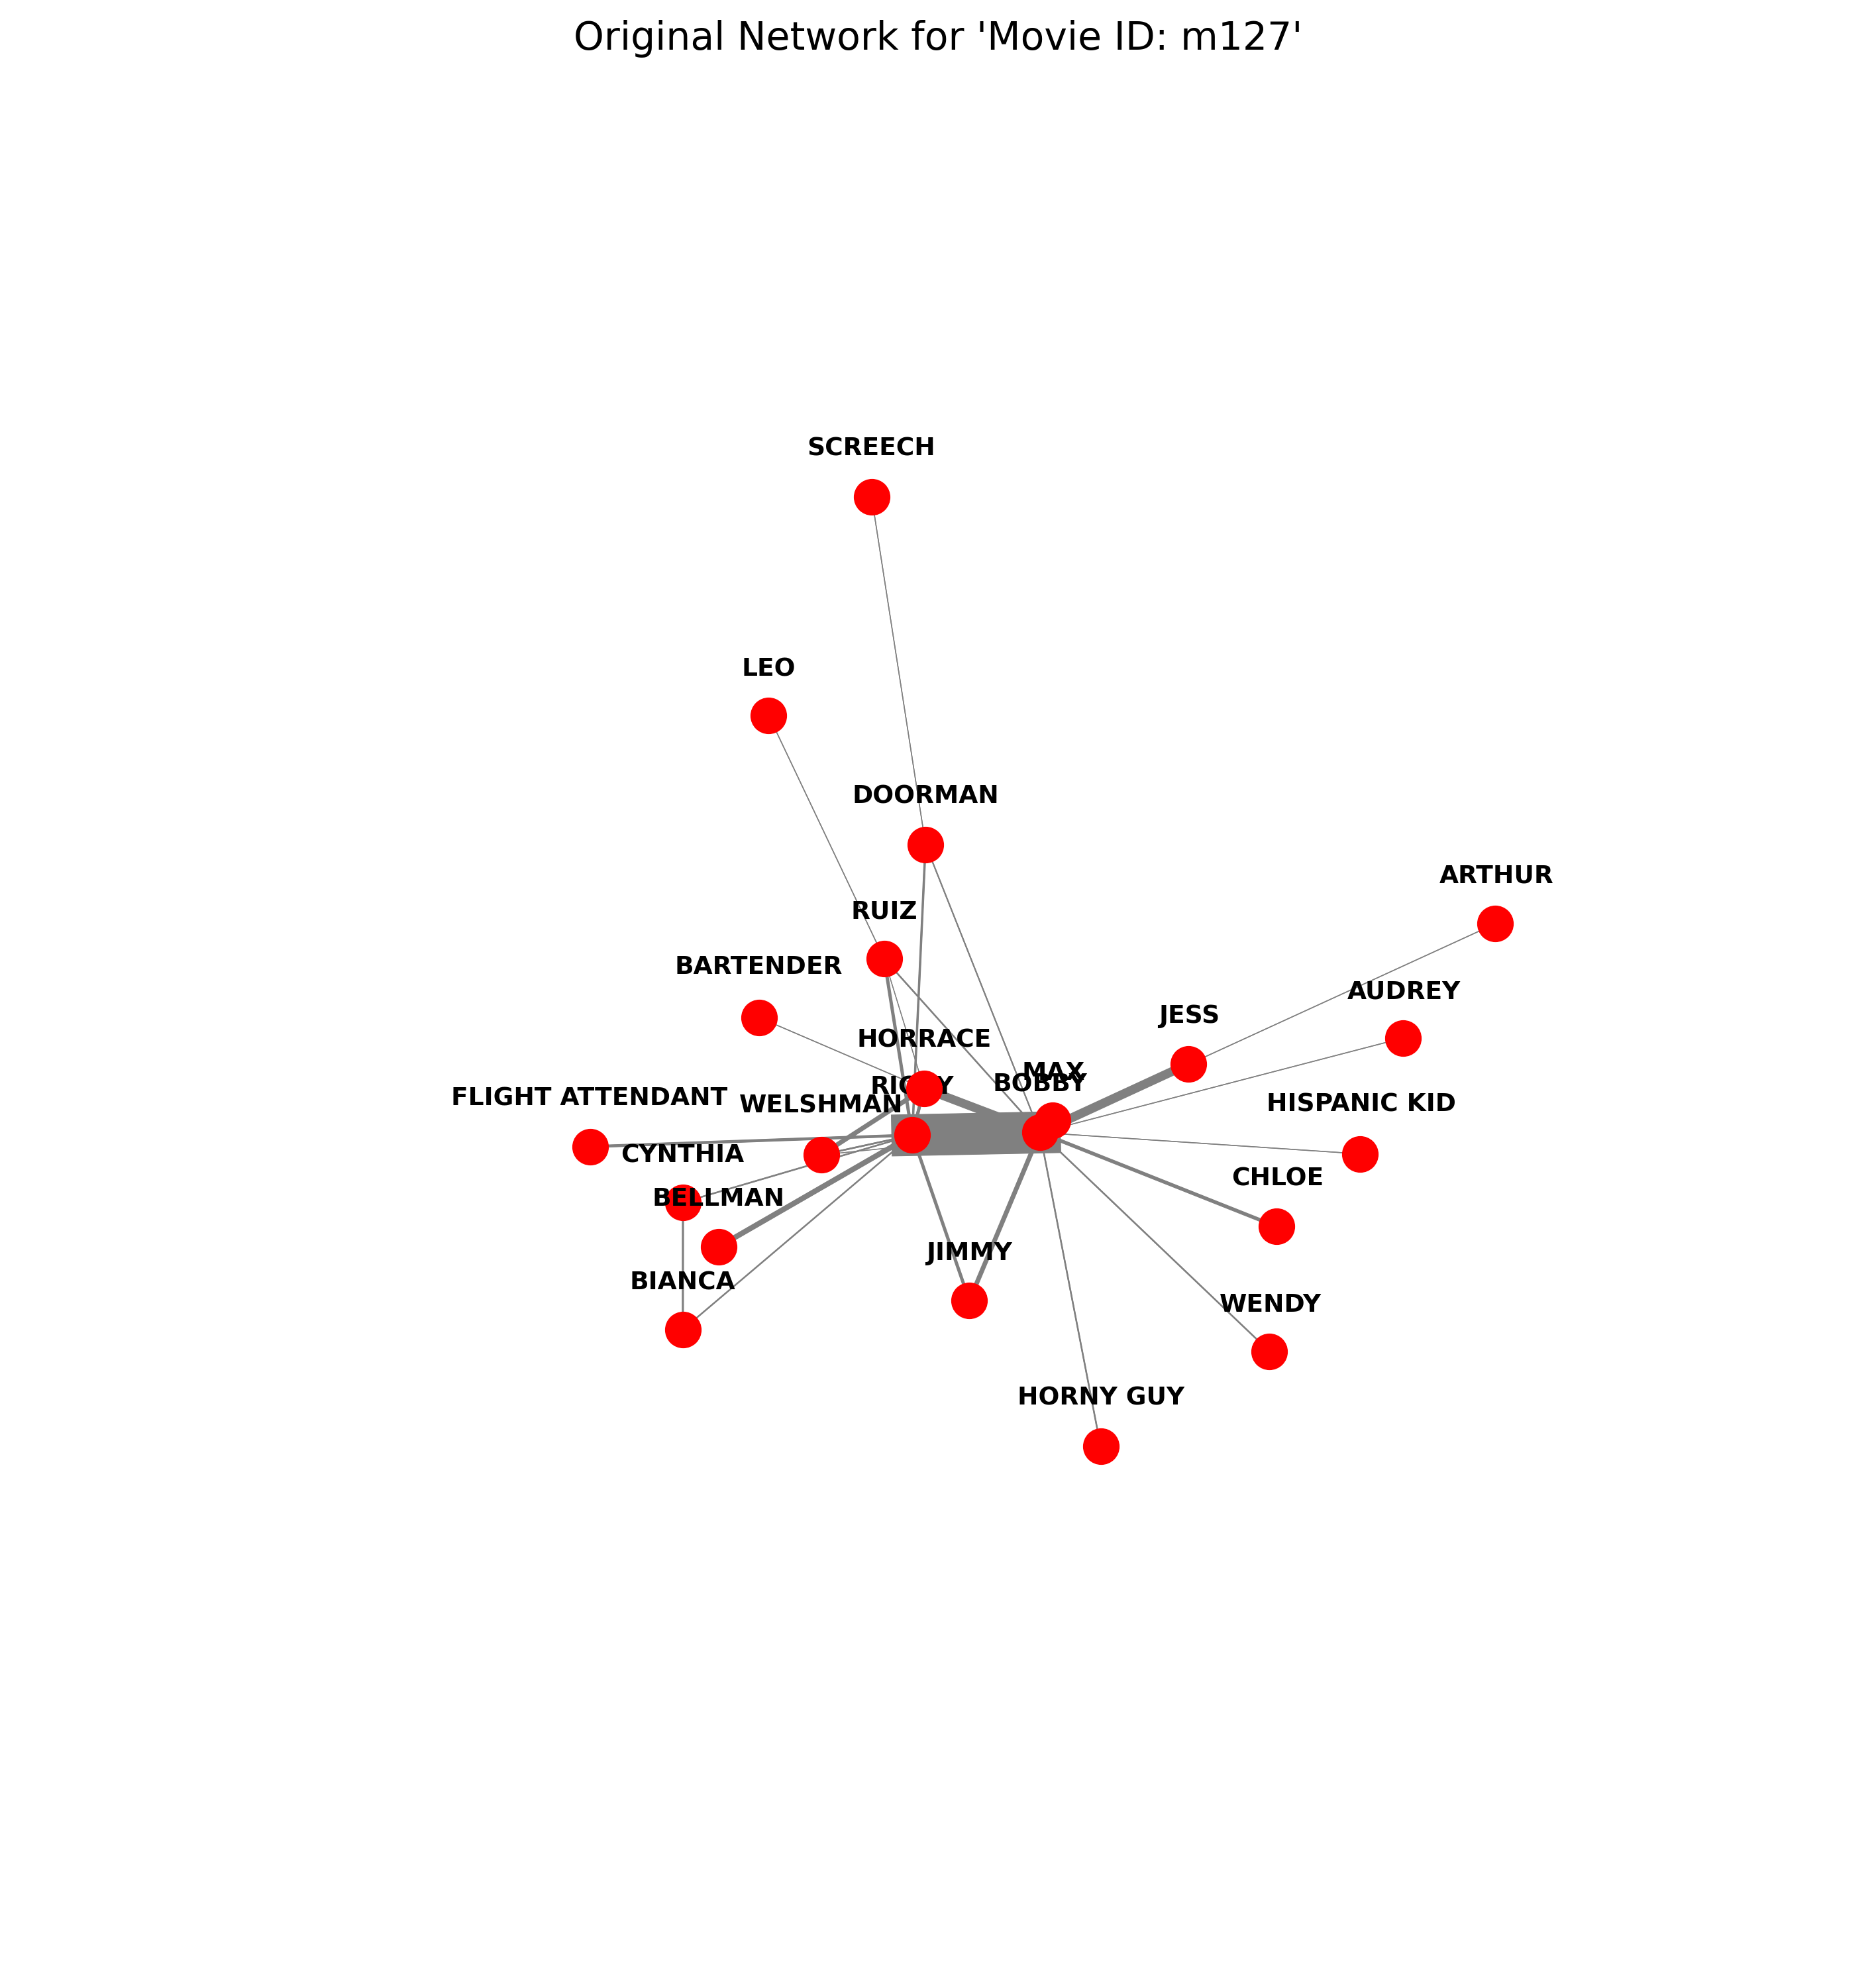 Original Network for 'Movie ID: m127'
SCREECH
LEO
DOORMAN
ARTHUR
RUIZ
BARTENDER
AUDREY
JESS
HORRACE
MAX
BOBBY
FLIGHT ATTENDANT
WELSHMAN
HISPANIC KID
CYNTHIA
CHLOE
BELLMAN
JIMMY
BIANCA
WENDY
HORNY GUY